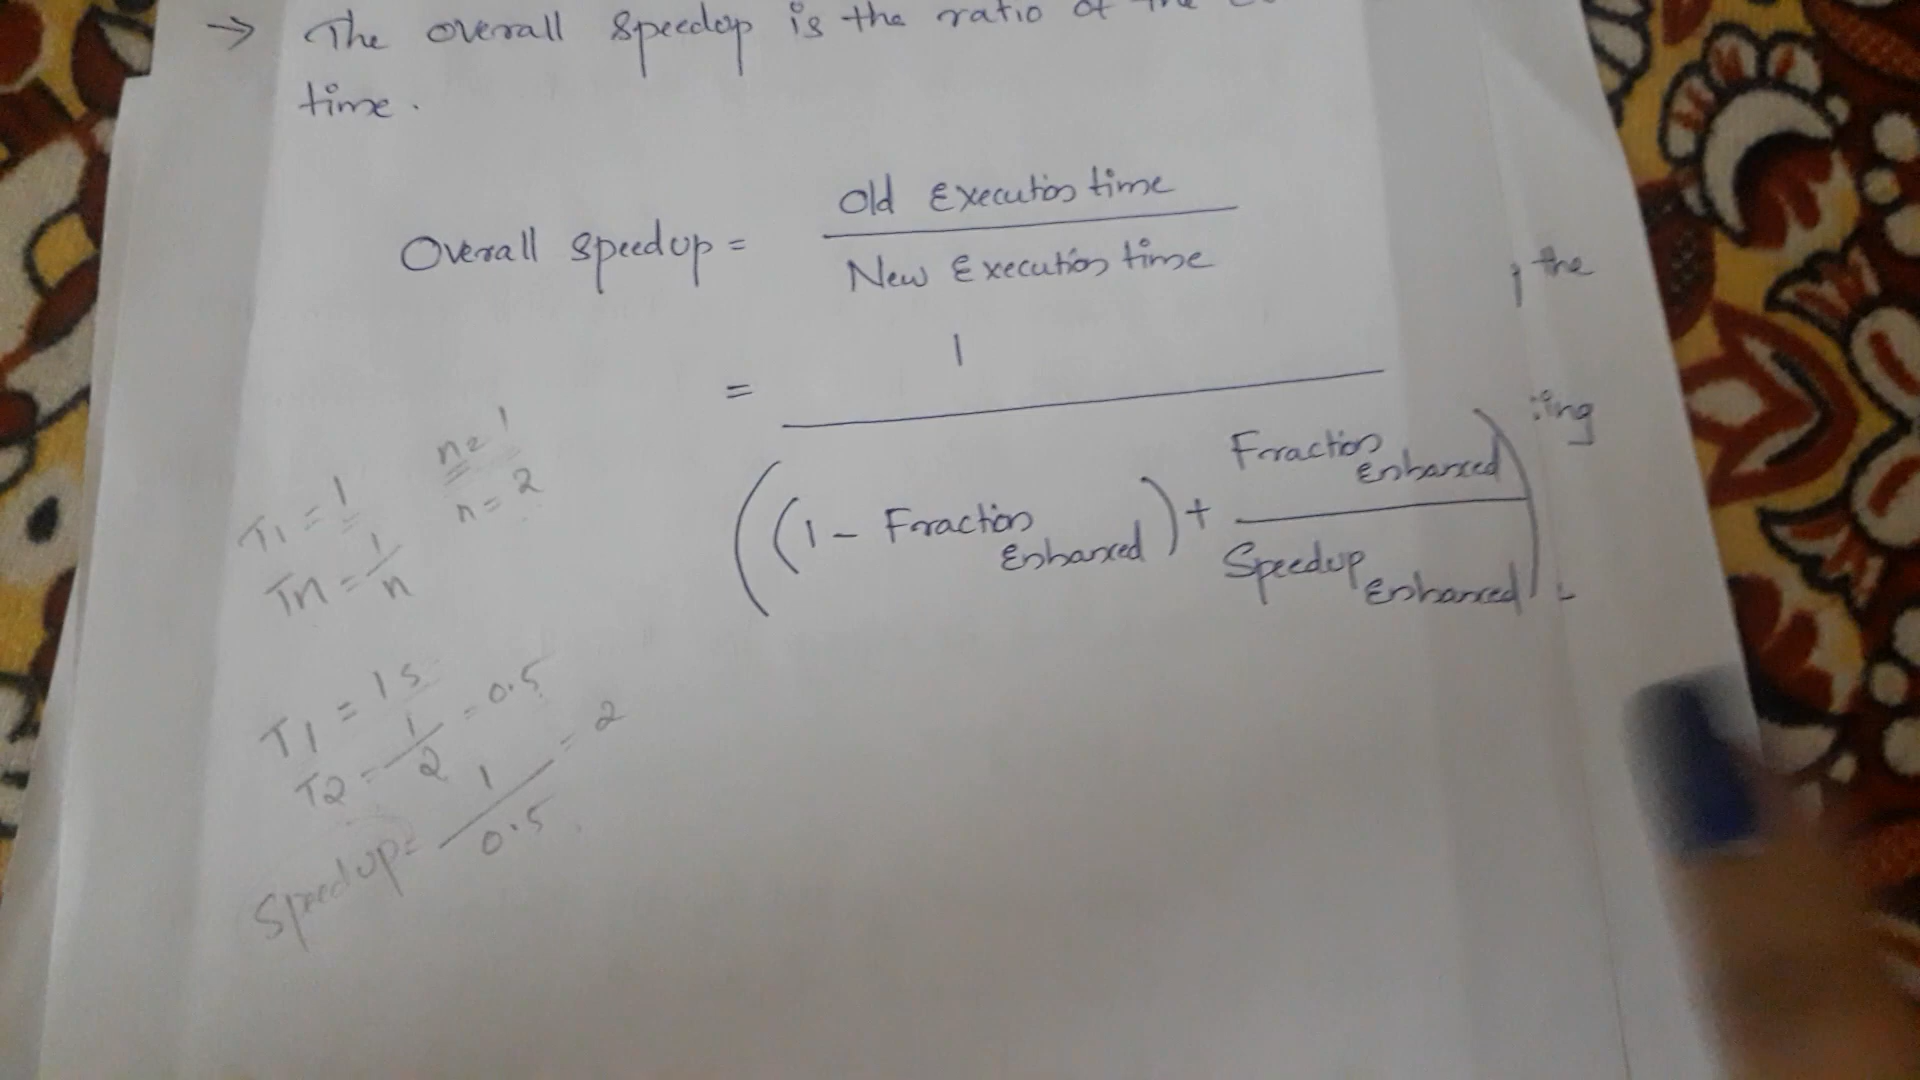 → The overall speedup is the ratio of the
time.
Old Execution time
Overall speedup =
New Execution time
1
=
((1 - Fraction Enhanced) + Fraction Enhanced
Speedup Enhanced)
the
ing
T1 = 1
n = 1
Tn = 1/n
n = 2
T1 = 1s
T2 = 1/2 = 0.5
Speedup = 1/0.5 = 2